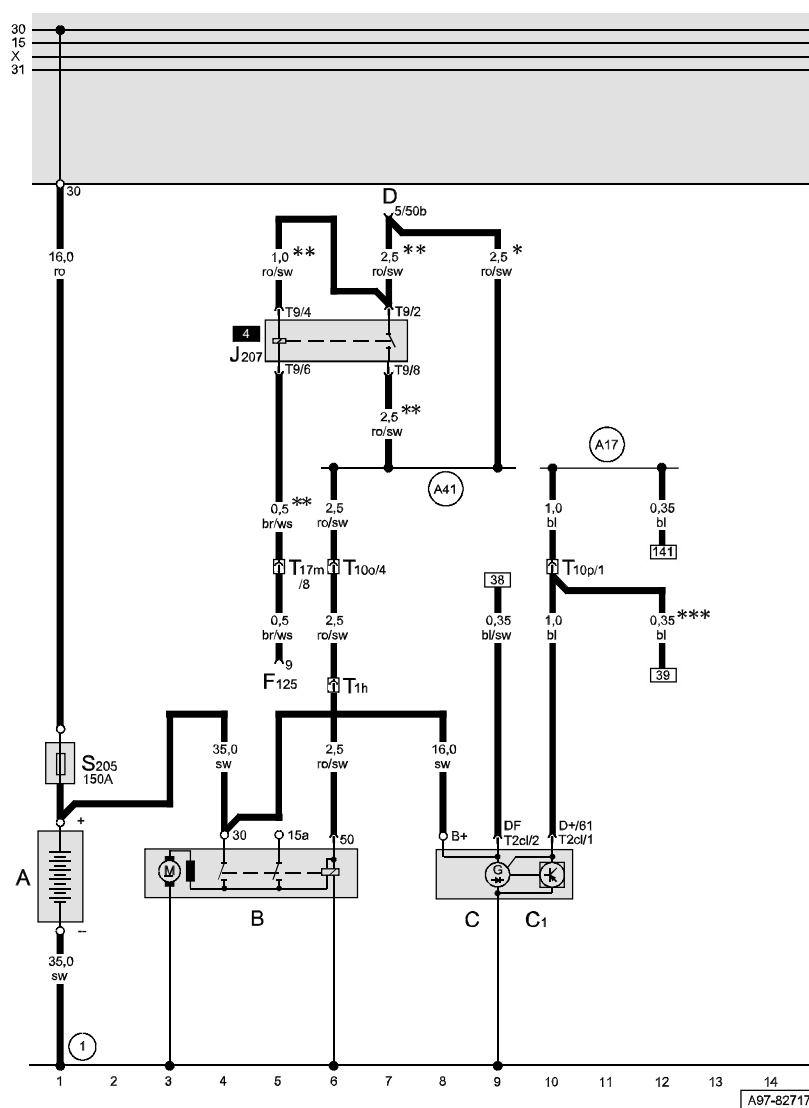 30
15
X
31
30
D
5/50b
16,0
ro
1,0 **
ro/sw
2,5 **
ro/sw
2,5 *
ro/sw
T9/4
T9/2
4
J207
T9/6
T9/8
2,5 **
ro/sw
A41
A17
0,5 **
br/ws
2,5
ro/sw
1,0
bl
0,35
bl
141
T17m
/8
T10o/4
T10p/1
38
0,5
br/ws
2,5
ro/sw
0,35
bl/sw
1,0
bl
0,35 ***
bl
39
9
F125
T1h
S205
150A
35,0
sw
2,5
ro/sw
16,0
sw
+
30
15a
50
B+
DF
T2cl/2
D+/61
T2cl/1
A
M
G
B
C
C1
–
35,0
sw
1
1 2 3 4 5 6 7 8 9 10 11 12 13 14